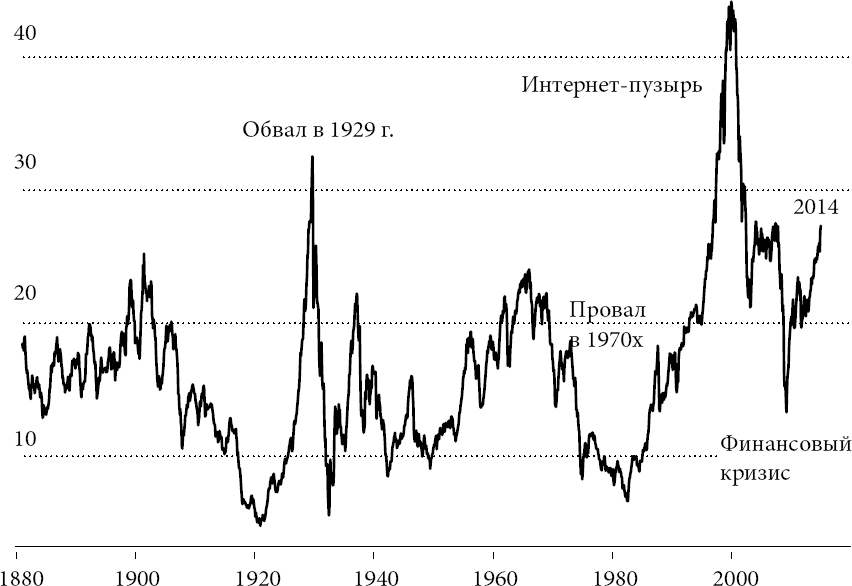 40
Интернет-пузырь
Обвал в 1929 г.
30
2014
20
Провал
в 1970х
10
Финансовый
кризис
1880 1900 1920 1940 1960 1980 2000